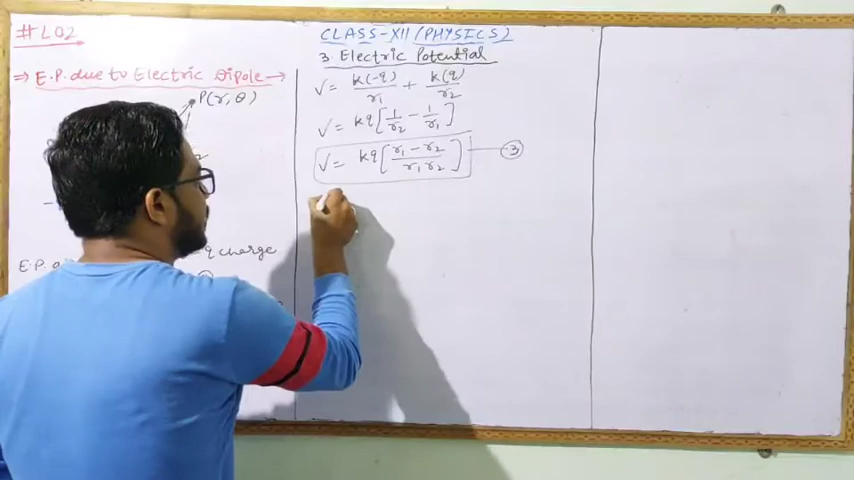 #L02
CLASS-XII (PHYSICS)
3. Electric Potential
⇒ E.P. due to Electric Dipole →
P(r, θ)
V = k(-q)/r₁ + k(q)/r₂
V = kq[1/r₂ - 1/r₁]
V = kq[(r₁ - r₂)/(r₁r₂)] — ③
q charge
E.P.